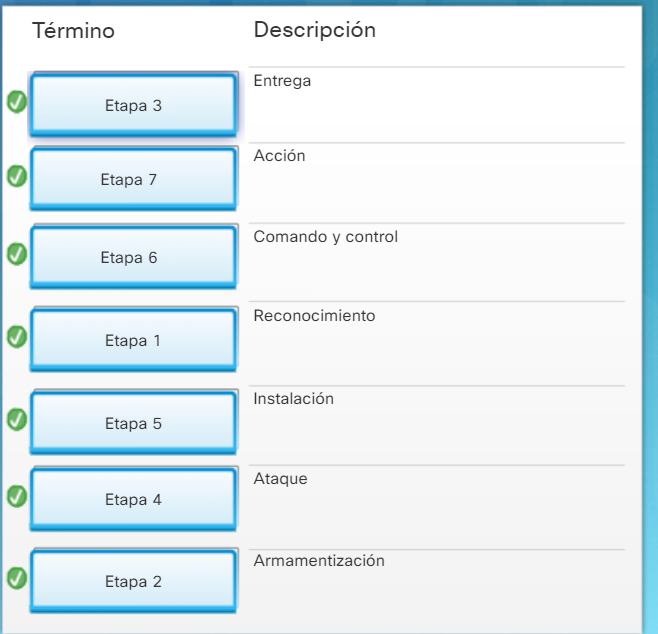 Término
Descripción
Etapa 3
Entrega
Etapa 7
Acción
Etapa 6
Comando y control
Etapa 1
Reconocimiento
Etapa 5
Instalación
Etapa 4
Ataque
Etapa 2
Armamentización